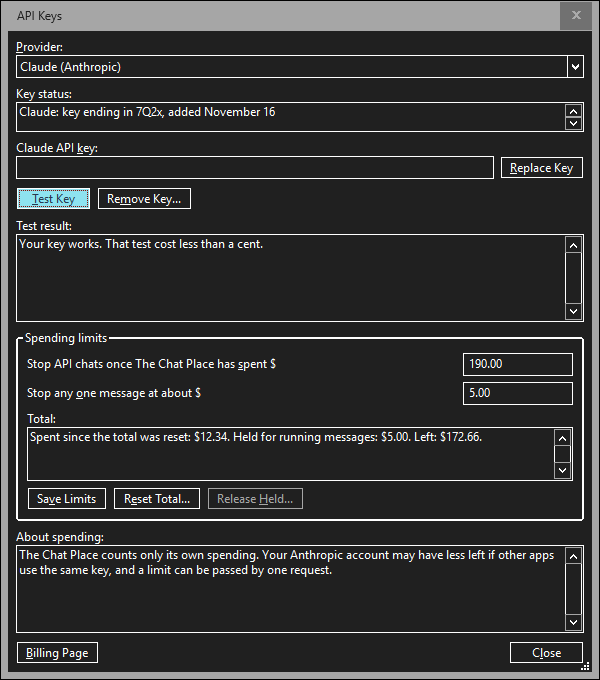 API Keys
Provider:
Claude (Anthropic)
Key status:
Claude: key ending in 7Q2x, added November 16
Claude API key:
Replace Key
Test Key
Remove Key...
Test result:
Your key works. That test cost less than a cent.
Spending limits
Stop API chats once The Chat Place has spent $
190.00
Stop any one message at about $
5.00
Total:
Spent since the total was reset: $12.34. Held for running messages: $5.00. Left: $172.66.
Save Limits
Reset Total...
Release Held...
About spending:
The Chat Place counts only its own spending. Your Anthropic account may have less left if other apps
use the same key, and a limit can be passed by one request.
Billing Page
Close